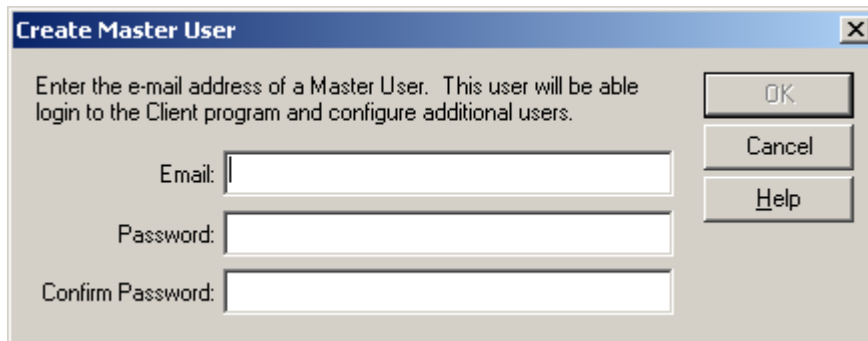 Create Master User
Enter the e-mail address of a Master User.  This user will be able
login to the Client program and configure additional users.
OK
Cancel
Help
Email:
Password:
Confirm Password: